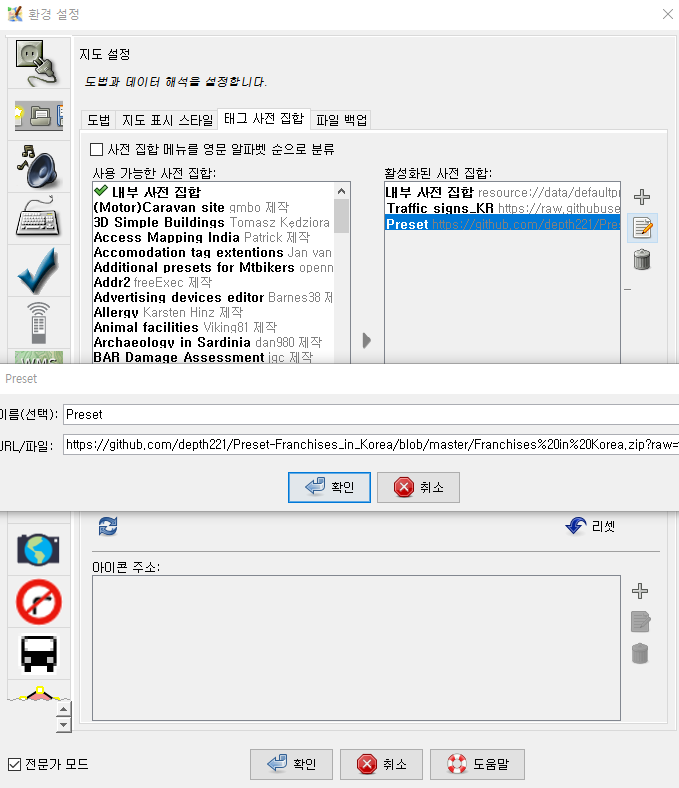 환경 설정
지도 설정
도법과 데이터 해석을 설정합니다.
도법 지도 표시 스타일 태그 사전 집합 파일 백업
사전 집합 메뉴를 영문 알파벳 순으로 분류
사용 가능한 사전 집합:
내부 사전 집합
(Motor)Caravan site gmbo 제작
3D Simple Buildings Tomasz Kędziora
Access Mapping India Patrick 제작
Accomodation tag extentions Jan van
Additional presets for Mtbikers openn
Addr2 freeExec 제작
Advertising devices editor Barnes38 제
Allergy Karsten Hinz 제작
Animal facilities Viking81 제작
Archaeology in Sardinia dan980 제작
BAR Damage Assessment jgc 제작
활성화된 사전 집합:
내부 사전 집합 resource://data/defaultpr
Traffic signs_KR https://raw.githubuse
Preset https://github.com/depth221/Pre
Preset
이름(선택): Preset
URL/파일: https://github.com/depth221/Preset-Franchises_in_Korea/blob/master/Franchises%20in%20Korea.zip?raw=
확인 취소
리셋
아이콘 주소:
전문가 모드
확인 취소 도움말